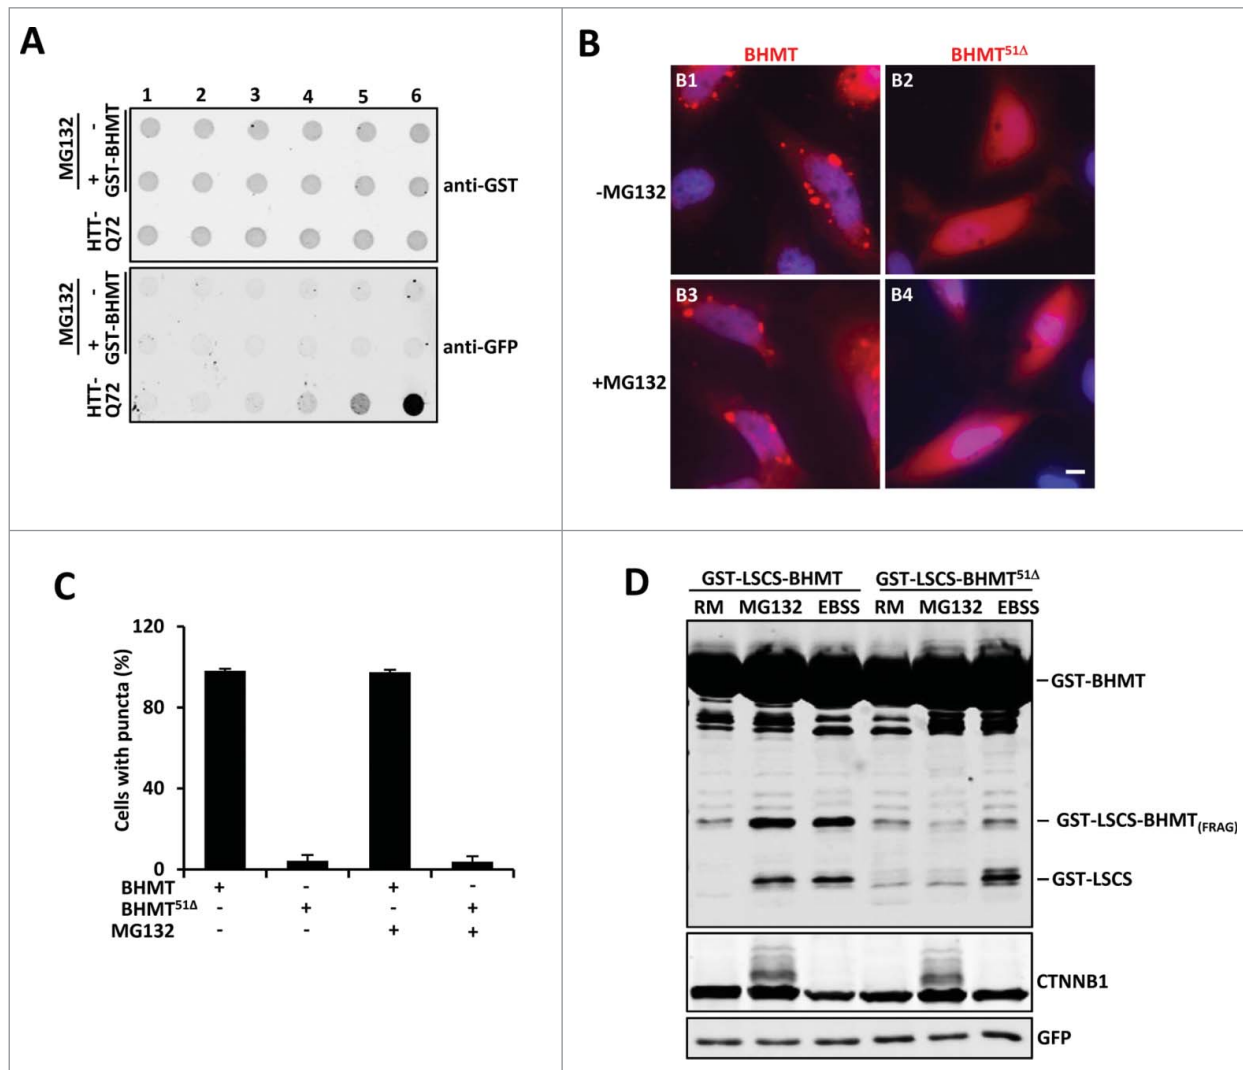 A
1 2 3 4 5 6
MG132
- +
GST-BHMT
HTT-
Q72
anti-GST
MG132
- +
GST-BHMT
HTT-
Q72
anti-GFP
B
BHMT BHMT51Δ
B1 B2
-MG132
B3 B4
+MG132
C
Cells with puncta (%)
120
80
40
0
BHMT + - + -
BHMT51Δ - + - +
MG132 - - + +
D
GST-LSCS-BHMT GST-LSCS-BHMT51Δ
RM MG132 EBSS RM MG132 EBSS
GST-BHMT
GST-LSCS-BHMT(FRAG)
GST-LSCS
CTNNB1
GFP